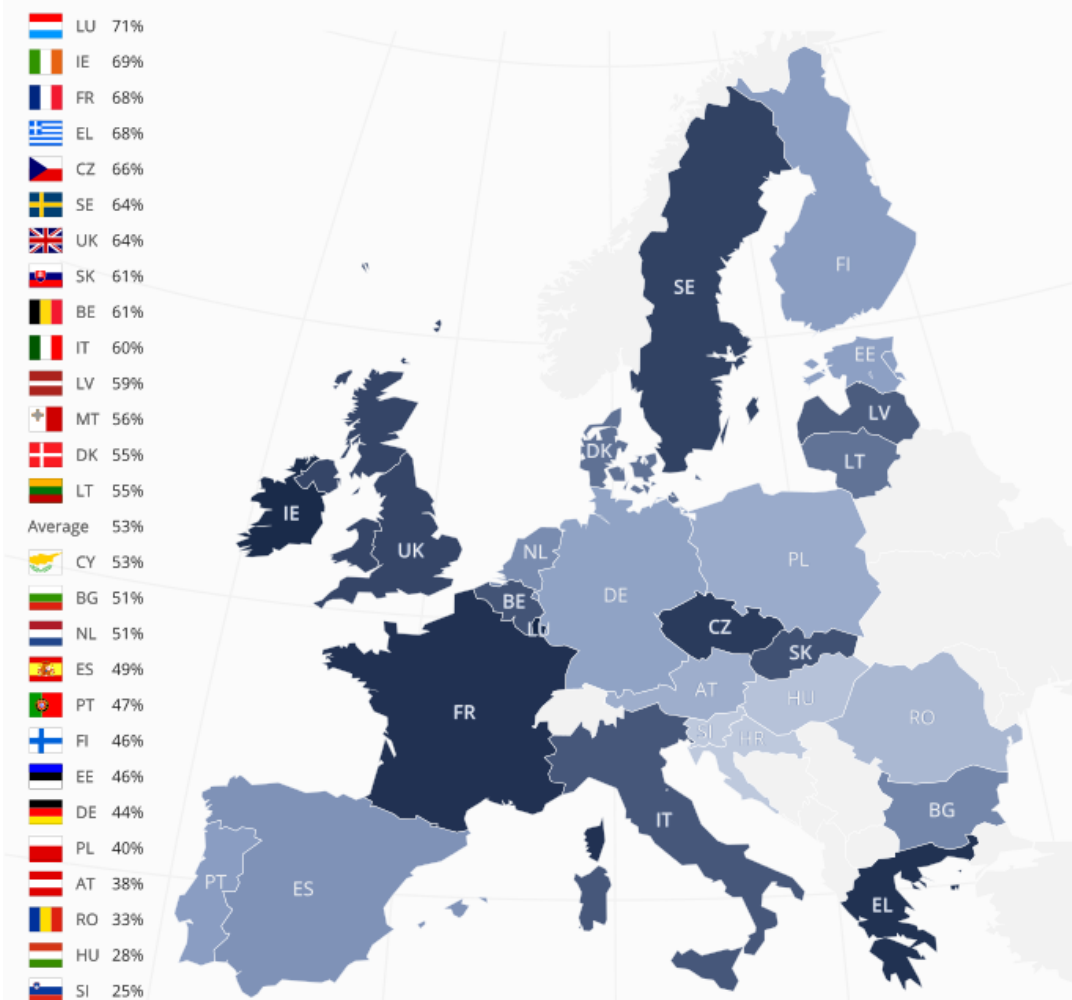 LU 71%
IE 69%
FR 68%
EL 68%
CZ 66%
SE 64%
UK 64%
SK 61%
BE 61%
IT 60%
LV 59%
MT 56%
DK 55%
LT 55%
Average 53%
CY 53%
BG 51%
NL 51%
ES 49%
PT 47%
FI 46%
EE 46%
DE 44%
PL 40%
AT 38%
RO 33%
HU 28%
SI 25%
FI
SE
EE
LV
DK
LT
IE
UK
NL
PL
DE
BE
LU
CZ
SK
AT
HU
FR
RO
SI
HR
IT
BG
PT
ES
EL